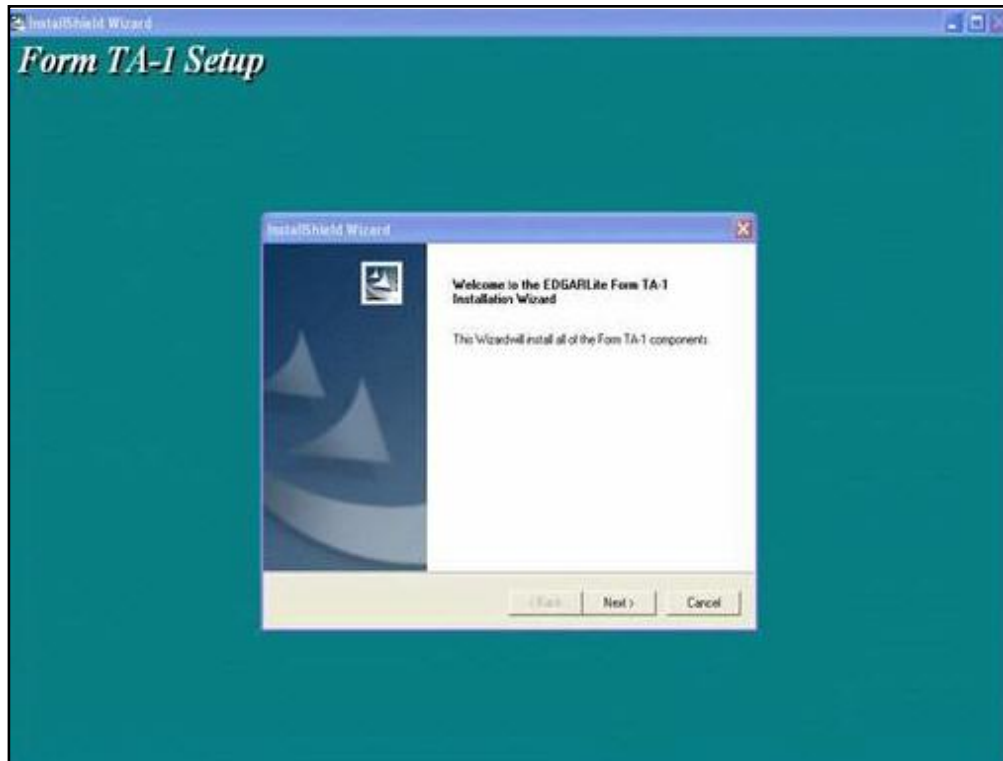 InstallShield Wizard
Form TA-1 Setup
InstallShield Wizard
Welcome to the EDGARLite Form TA-1
Installation Wizard
This Wizardwill install all of the Form TA-1 components.
< Back
Next >
Cancel